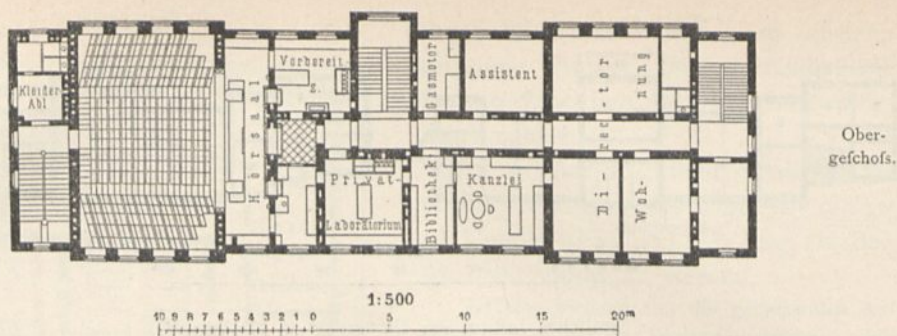 Vorbereit.
Z.
Kleider
Abl
Hörsaal
Gasmotor
Assistent
Di-rec-tor
Woh-nung
Privat-
Laboratorium
Bibliothek
Kanzlei
Ober-
geſchoſs.
1:500
10 9 8 7 6 5 4 3 2 1 0 5 10 15 20 m